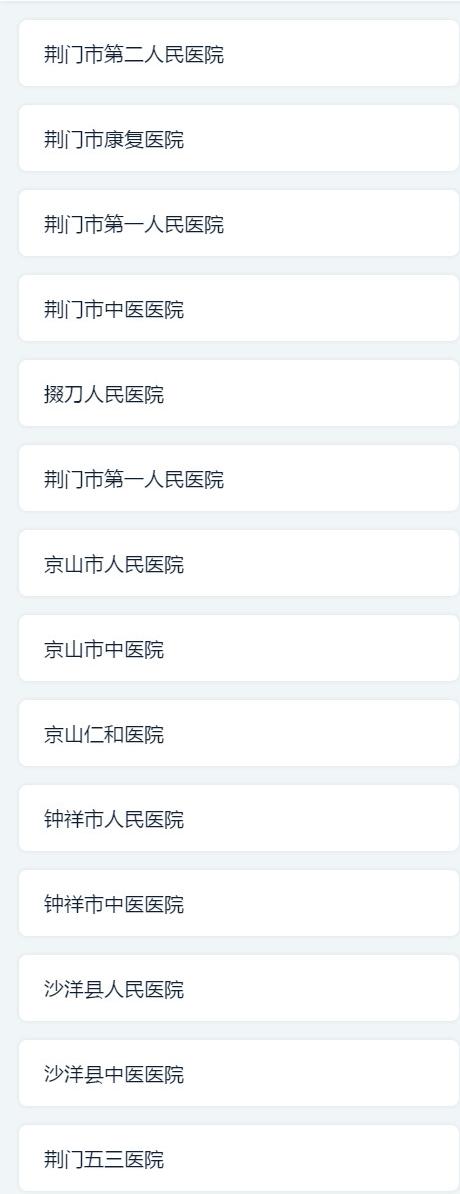 荆门市第二人民医院
荆门市康复医院
荆门市第一人民医院
荆门市中医医院
掇刀人民医院
荆门市第一人民医院
京山市人民医院
京山市中医院
京山仁和医院
钟祥市人民医院
钟祥市中医医院
沙洋县人民医院
沙洋县中医医院
荆门五三医院